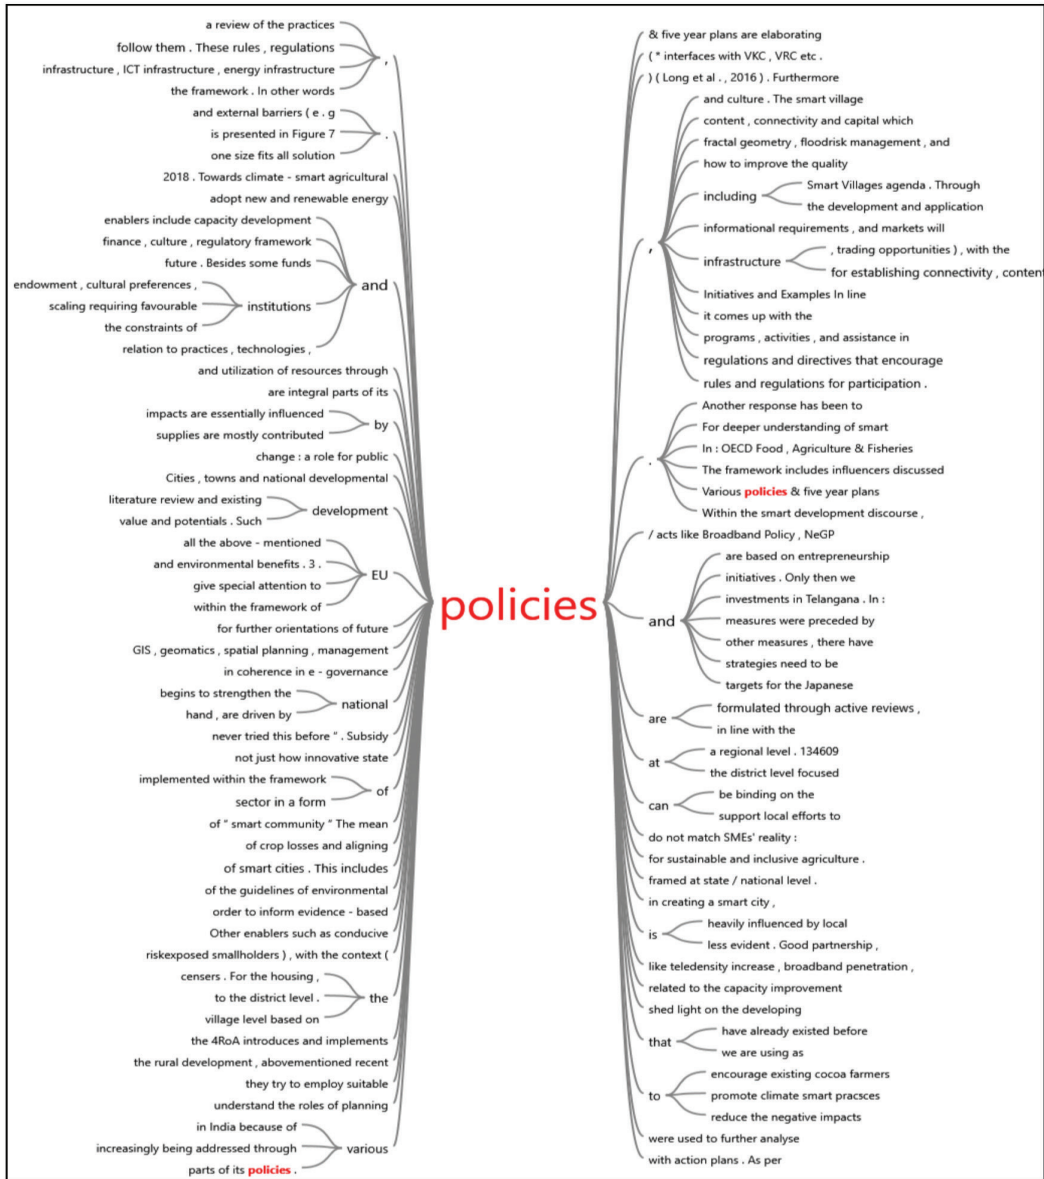 a review of the practices
follow them . These rules , regulations
infrastructure , ICT infrastructure , energy infrastructure
the framework . In other words
,
and external barriers ( e . g
is presented in Figure 7
one size fits all solution
.
2018 . Towards climate - smart agricultural
adopt new and renewable energy
enablers include capacity development
finance , culture , regulatory framework
future . Besides some funds
endowment , cultural preferences ,
scaling requiring favourable
the constraints of
institutions
relation to practices , technologies ,
and
and utilization of resources through
are integral parts of its
impacts are essentially influenced
supplies are mostly contributed
by
change : a role for public
Cities , towns and national developmental
literature review and existing
value and potentials . Such
development
all the above - mentioned
and environmental benefits . 3 .
give special attention to
within the framework of
EU
for further orientations of future
GIS , geomatics , spatial planning , management
in coherence in e - governance
begins to strengthen the
hand , are driven by
national
never tried this before " . Subsidy
not just how innovative state
implemented within the framework
sector in a form
of
of " smart community " The mean
of crop losses and aligning
of smart cities . This includes
of the guidelines of environmental
order to inform evidence - based
Other enablers such as conducive
riskexposed smallholders ) , with the context (
censers . For the housing ,
to the district level .
village level based on
the
the 4RoA introduces and implements
the rural development , abovementioned recent
they try to employ suitable
understand the roles of planning
in India because of
increasingly being addressed through
parts of its policies .
various
policies
& five year plans are elaborating
( * interfaces with VKC , VRC etc .
) ( Long et al . , 2016 ) . Furthermore
,
and culture . The smart village
content , connectivity and capital which
fractal geometry , floodrisk management , and
how to improve the quality
including
Smart Villages agenda . Through
the development and application
informational requirements , and markets will
infrastructure
, trading opportunities ) , with the
for establishing connectivity , content
Initiatives and Examples In line
it comes up with the
programs , activities , and assistance in
regulations and directives that encourage
rules and regulations for participation .
.
Another response has been to
For deeper understanding of smart
In : OECD Food , Agriculture & Fisheries
The framework includes influencers discussed
Various policies & five year plans
Within the smart development discourse ,
/ acts like Broadband Policy , NeGP
and
are based on entrepreneurship
initiatives . Only then we
investments in Telangana . In :
measures were preceded by
other measures , there have
strategies need to be
targets for the Japanese
are
formulated through active reviews ,
in line with the
at
a regional level . 134609
the district level focused
can
be binding on the
support local efforts to
do not match SMEs' reality :
for sustainable and inclusive agriculture .
framed at state / national level .
in creating a smart city ,
is
heavily influenced by local
less evident . Good partnership ,
like teledensity increase , broadband penetration ,
related to the capacity improvement
shed light on the developing
that
have already existed before
we are using as
to
encourage existing cocoa farmers
promote climate smart pracsces
reduce the negative impacts
were used to further analyse
with action plans . As per